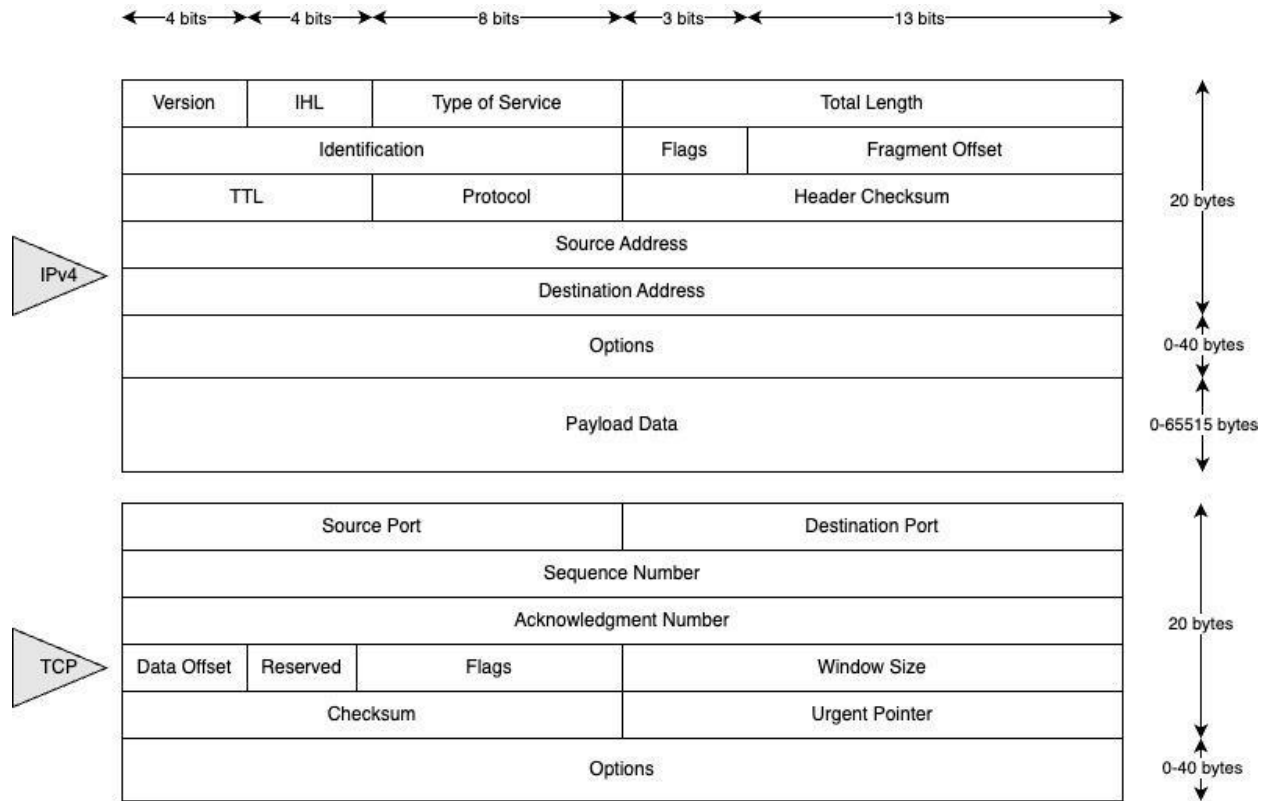 4 bits 4 bits 8 bits 3 bits 13 bits
Version IHL Type of Service Total Length
Identification Flags Fragment Offset
TTL Protocol Header Checksum
20 bytes
Source Address
IPv4
Destination Address
Options
0-40 bytes
Payload Data
0-65515 bytes
Source Port Destination Port
Sequence Number
Acknowledgment Number
20 bytes
TCP
Data Offset Reserved Flags Window Size
Checksum Urgent Pointer
Options
0-40 bytes